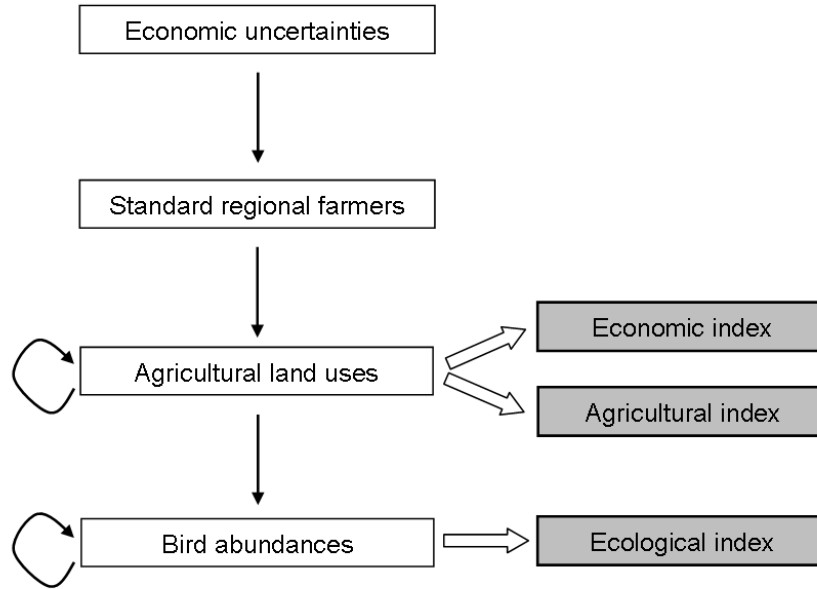 Economic uncertainties
Standard regional farmers
Economic index
Agricultural land uses
Agricultural index
Bird abundances
Ecological index